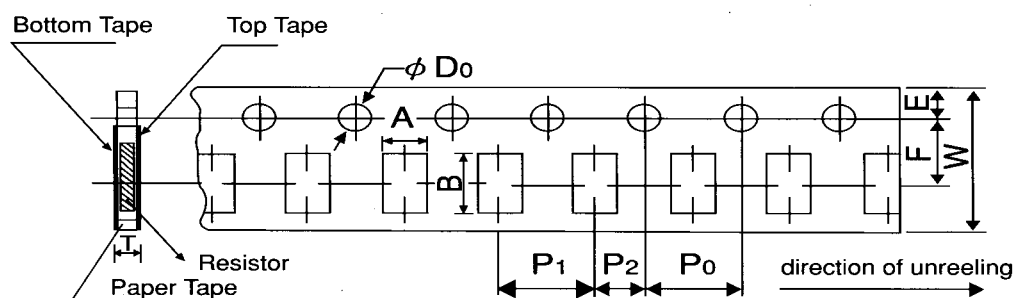 Bottom Tape
Top Tape
φ D0
A
E
B
F
W
T
Resistor
Paper Tape
P1
P2
P0
direction of unreeling